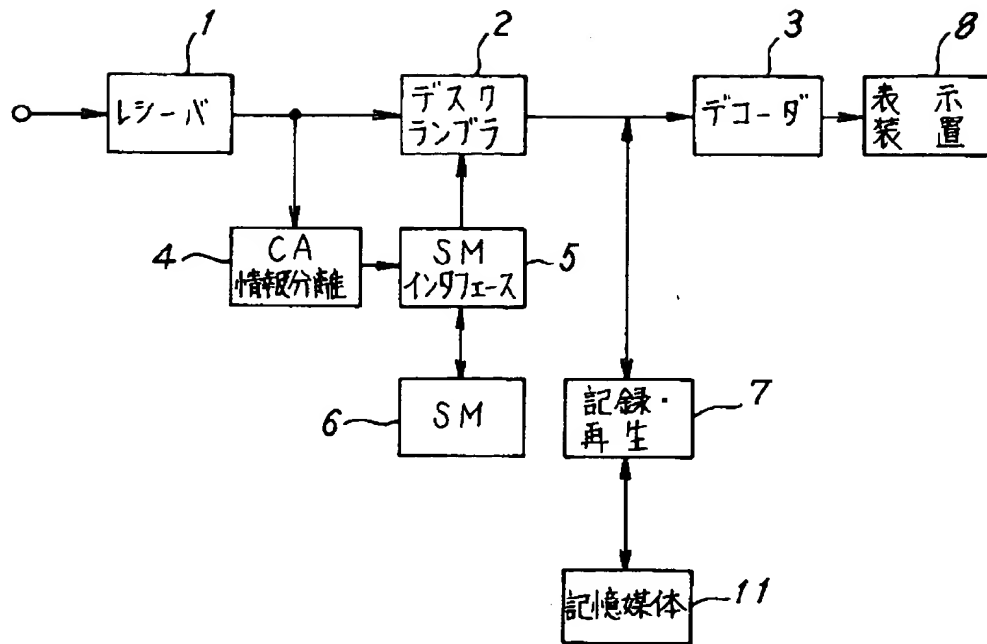 1
2
3
8
レシーバ
デスク
ランブラ
デコーダ
表示
装置
4
CA
情報分離
SM
インタフェース
5
6
SM
記録・
再生
7
記憶媒体
11